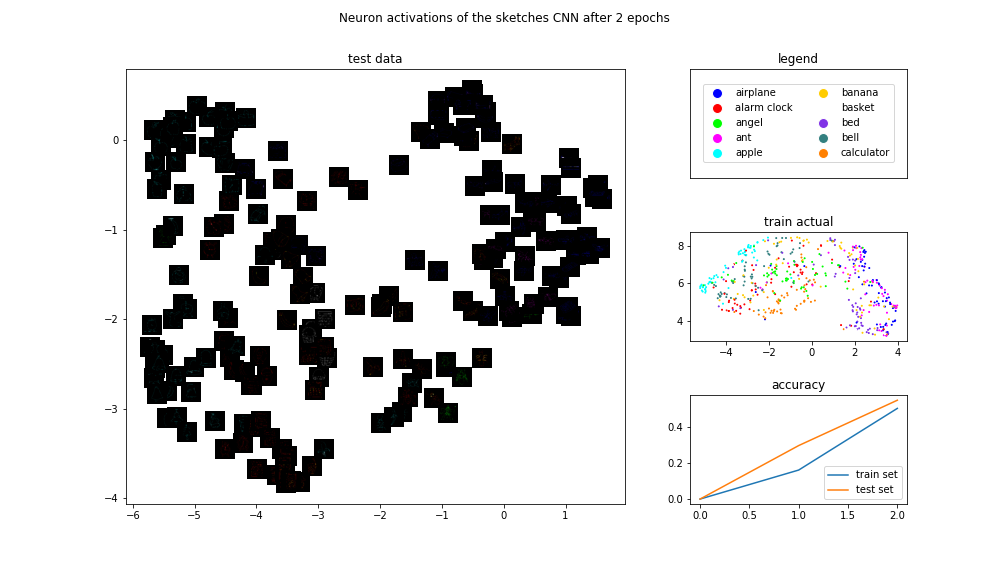 Neuron activations of the sketches CNN after 2 epochs
test data
0
−1
−2
−3
−4
−6
−5
−4
−3
−2
−1
0
1
legend
airplane
alarm clock
angel
ant
apple
banana
basket
bed
bell
calculator
train actual
8
6
4
−4
−2
0
2
4
accuracy
0.4
0.2
0.0
train set
test set
0.0
0.5
1.0
1.5
2.0